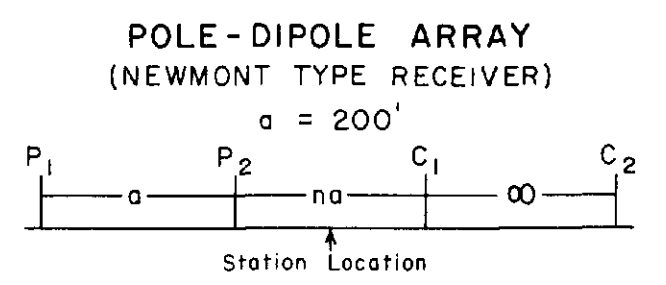 POLE-DIPOLE ARRAY
(NEWMONT TYPE RECEIVER)
a = 200'
P1 P2 C1 C2
a na ∞
Station Location